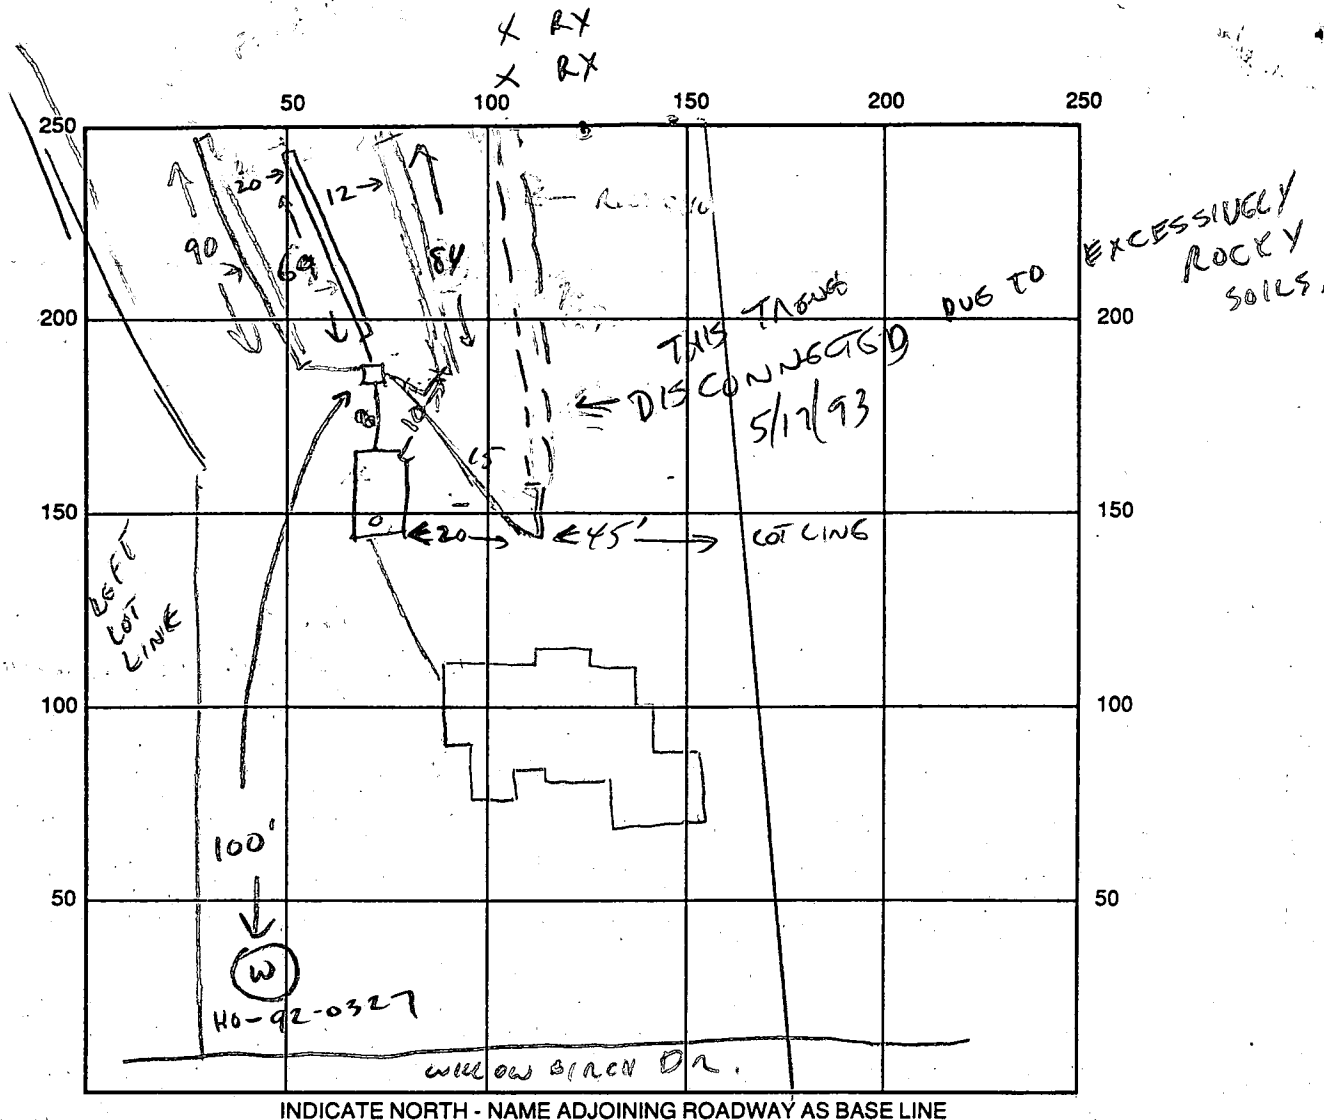 X RX
X RX
50 100 150 200 250
250
20→
12→
90
69
84
EXCESSIVELY
ROCKY
SOILS.
200
THIS TRENG DUE TO
200
DISCONNECTED
5/17/93
10
15
150
←20→
←45'→ LOT LINE
150
LEFT
LOT
LINE
100
100
100'
50
50
W
HO-92-0327
WILLOW BIRCH DR.
INDICATE NORTH - NAME ADJOINING ROADWAY AS BASE LINE